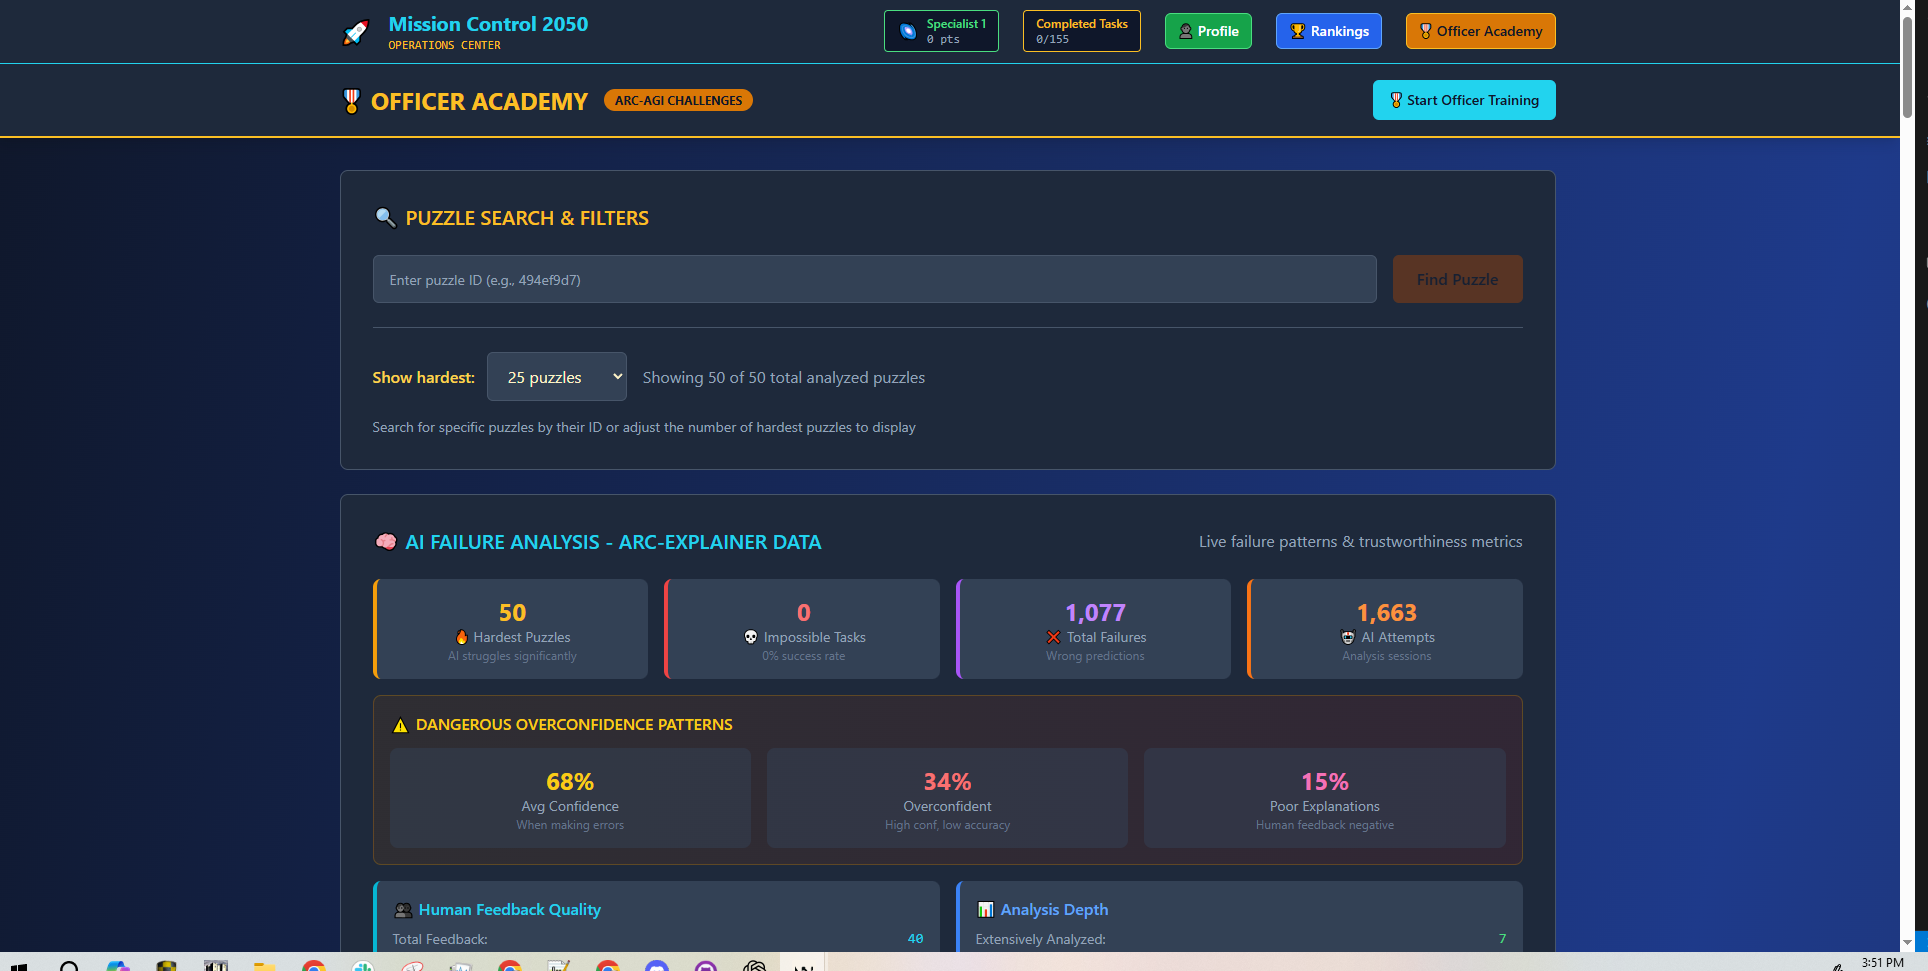 Mission Control 2050
OPERATIONS CENTER
Specialist 1
0 pts
Completed Tasks
0/155
Profile
Rankings
Officer Academy
OFFICER ACADEMY
ARC-AGI CHALLENGES
Start Officer Training
PUZZLE SEARCH & FILTERS
Enter puzzle ID (e.g., 494ef9d7)
Find Puzzle
Show hardest:
25 puzzles
Showing 50 of 50 total analyzed puzzles
Search for specific puzzles by their ID or adjust the number of hardest puzzles to display
AI FAILURE ANALYSIS - ARC-EXPLAINER DATA
Live failure patterns & trustworthiness metrics
50
Hardest Puzzles
AI struggles significantly
0
Impossible Tasks
0% success rate
1,077
Total Failures
Wrong predictions
1,663
AI Attempts
Analysis sessions
DANGEROUS OVERCONFIDENCE PATTERNS
68%
Avg Confidence
When making errors
34%
Overconfident
High conf, low accuracy
15%
Poor Explanations
Human feedback negative
Human Feedback Quality
Total Feedback:
40
Analysis Depth
Extensively Analyzed:
7
3:51 PM